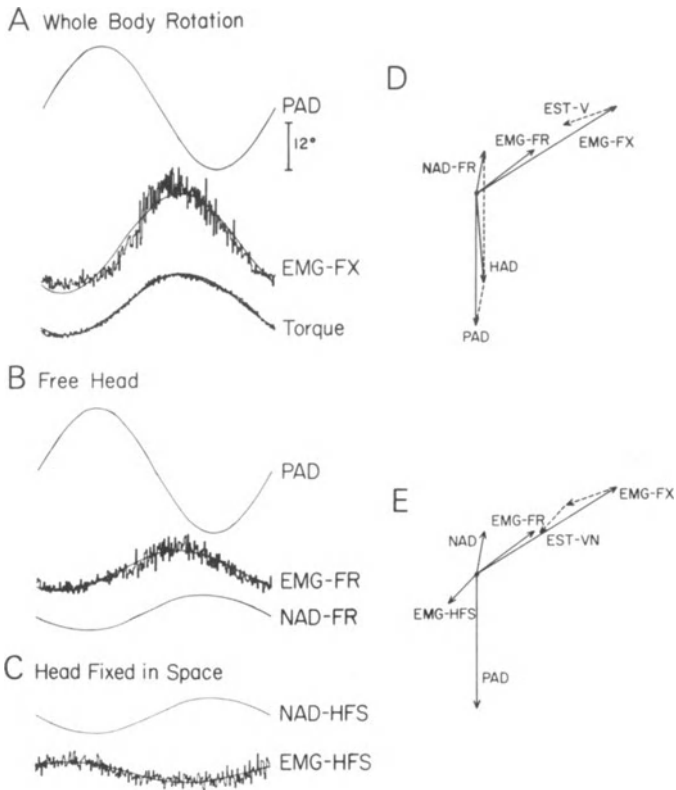 A Whole Body Rotation
PAD
12°
EMG-FX
Torque
B Free Head
PAD
EMG-FR
NAD-FR
C Head Fixed in Space
NAD-HFS
EMG-HFS
D
EST-V
EMG-FR
EMG-FX
NAD-FR
HAD
PAD
E
EMG-FX
EMG-FR
NAD
EST-VN
EMG-HFS
PAD